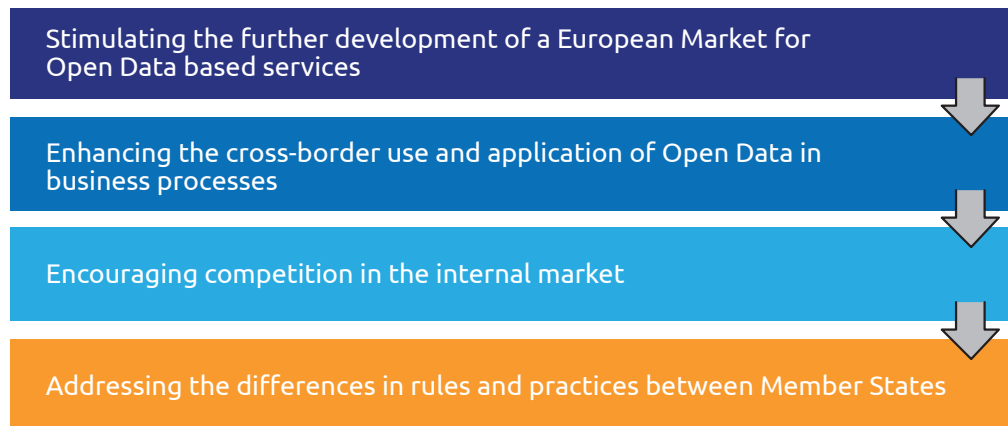 Stimulating the further development of a European Market for
Open Data based services
Enhancing the cross-border use and application of Open Data in
business processes
Encouraging competition in the internal market
Addressing the differences in rules and practices between Member States